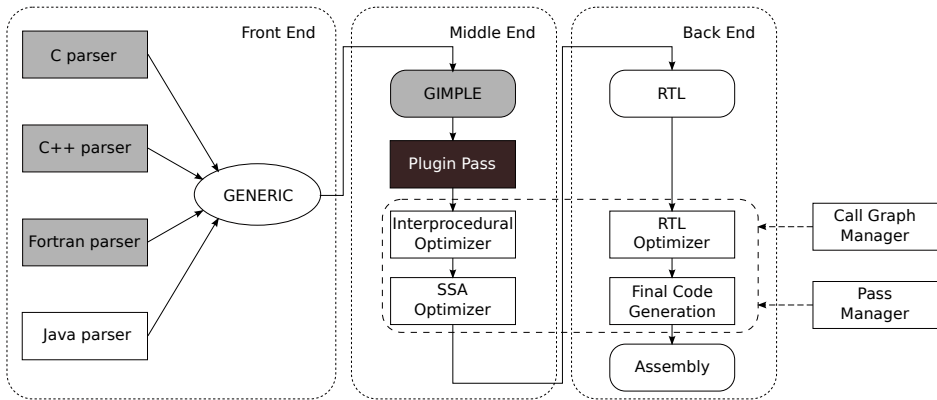 Front End
C parser
C++ parser
Fortran parser
Java parser
GENERIC
Middle End
GIMPLE
Plugin Pass
Interprocedural
Optimizer
SSA
Optimizer
Back End
RTL
RTL
Optimizer
Final Code
Generation
Assembly
Call Graph
Manager
Pass
Manager